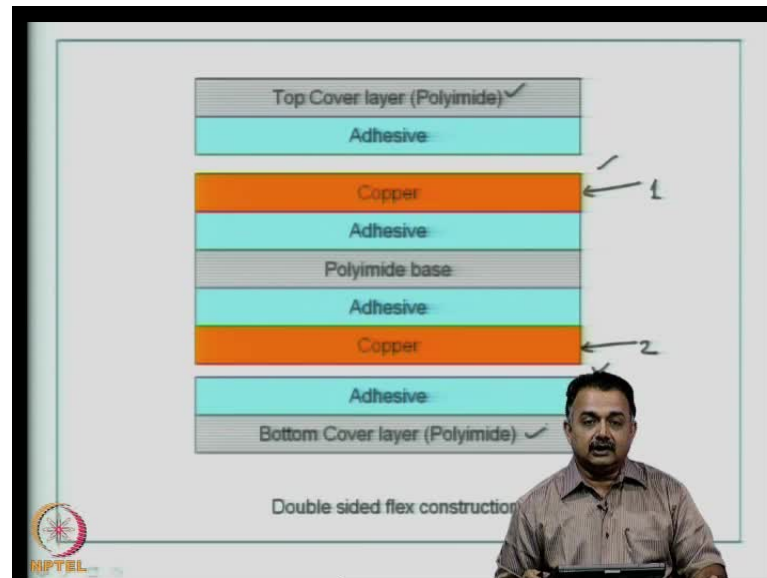 Top Cover layer (Polyimide)
Adhesive
Copper
1
Adhesive
Polyimide base
Adhesive
Copper
2
Adhesive
Bottom Cover layer (Polyimide)
Double sided flex construction
NPTEL